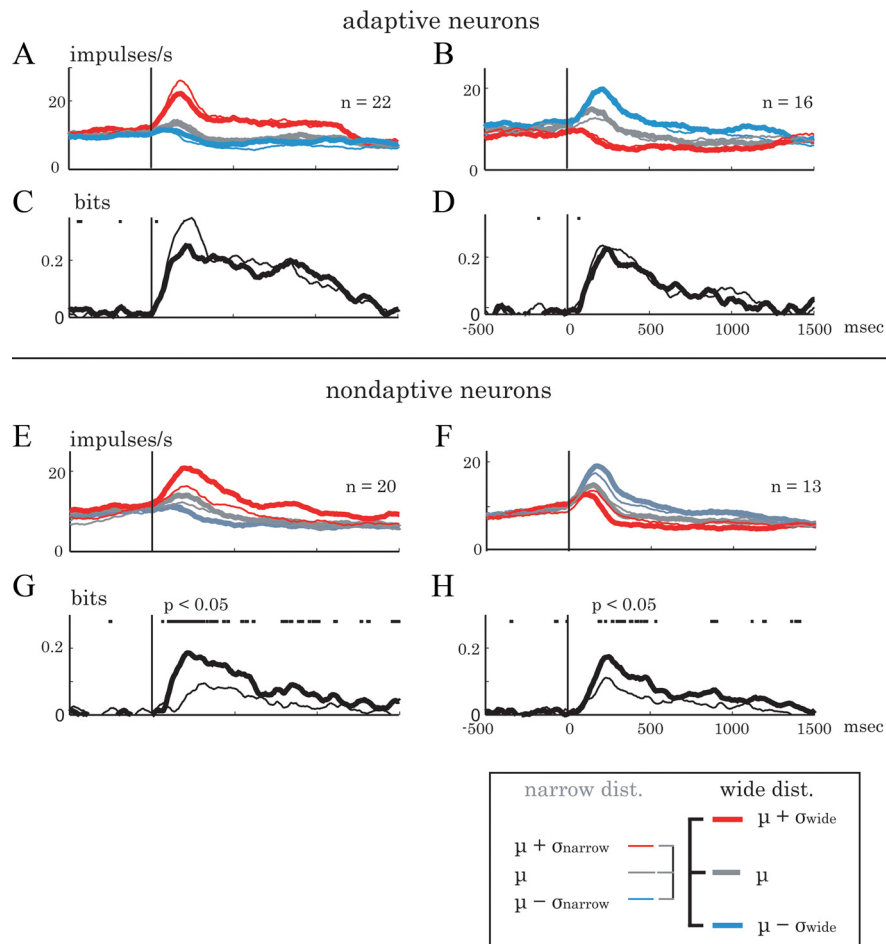 adaptive neurons
A
impulses/s
n = 22
20
0
B
n = 16
20
0
C
bits
0.2
0
D
0.2
0
-500 0 500 1000 1500 msec
nondaptive neurons
E
impulses/s
n = 20
20
0
F
n = 13
20
0
G
bits
p < 0.05
0.2
0
H
p < 0.05
0.2
0
-500 0 500 1000 1500 msec
narrow dist. wide dist.
μ + σwide
μ + σnarrow
μ μ
μ − σnarrow
μ − σwide